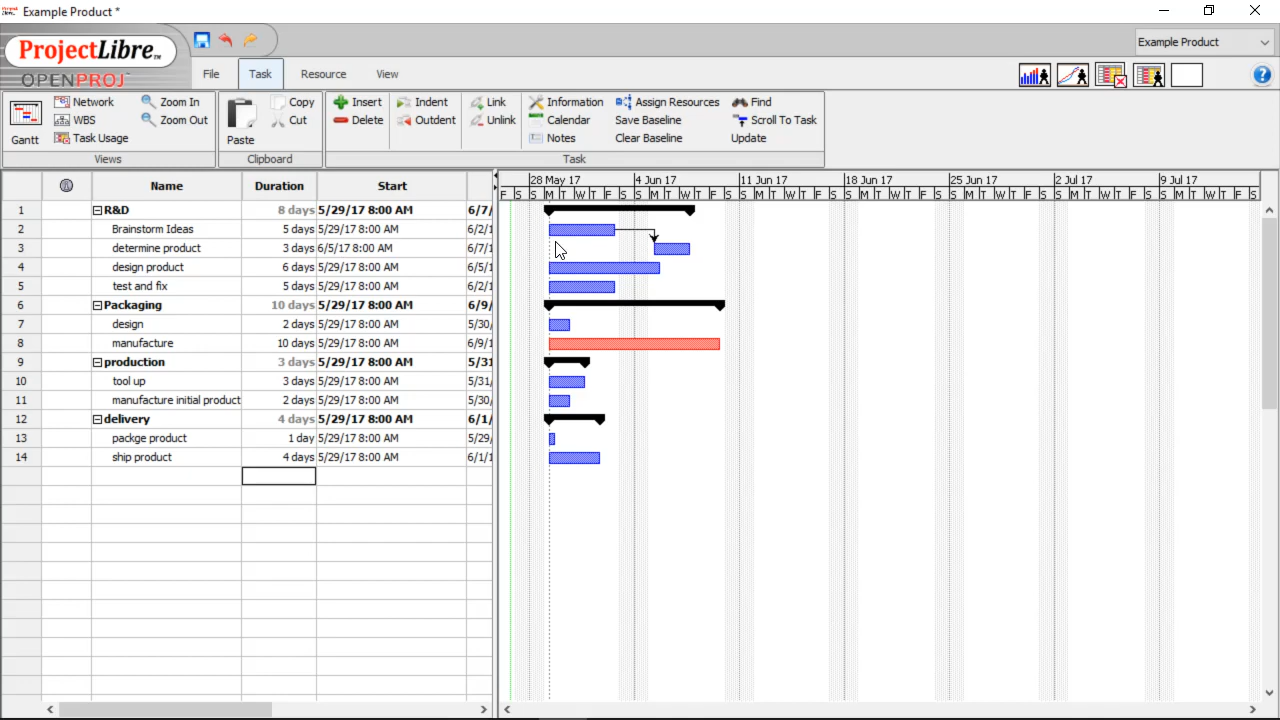 Example Product *
ProjectLibre™
OPENPROJ
Example Product
File Task Resource View
Gantt
Network
WBS
Task Usage
Zoom In
Zoom Out
Views
Paste
Copy
Cut
Clipboard
Insert
Delete
Indent
Outdent
Link
Unlink
Information
Calendar
Notes
Assign Resources
Save Baseline
Clear Baseline
Find
Scroll To Task
Update
Task
Name Duration Start
28 May 17 4 Jun 17 11 Jun 17 18 Jun 17 25 Jun 17 2 Jul 17 9 Jul 17
F S S M T W T F S S M T W T F S S M T W T F S S M T W T F S S M T W T F S S M T W T F S S M T W T F S
1 R&D 8 days 5/29/17 8:00 AM 6/7/
2 Brainstorm Ideas 5 days 5/29/17 8:00 AM 6/2/1
3 determine product 3 days 6/5/17 8:00 AM 6/7/1
4 design product 6 days 5/29/17 8:00 AM 6/5/1
5 test and fix 5 days 5/29/17 8:00 AM 6/2/1
6 Packaging 10 days 5/29/17 8:00 AM 6/9/
7 design 2 days 5/29/17 8:00 AM 5/30/
8 manufacture 10 days 5/29/17 8:00 AM 6/9/1
9 production 3 days 5/29/17 8:00 AM 5/31
10 tool up 3 days 5/29/17 8:00 AM 5/31/
11 manufacture initial product 2 days 5/29/17 8:00 AM 5/30/
12 delivery 4 days 5/29/17 8:00 AM 6/1/
13 packge product 1 day 5/29/17 8:00 AM 5/29/
14 ship product 4 days 5/29/17 8:00 AM 6/1/1